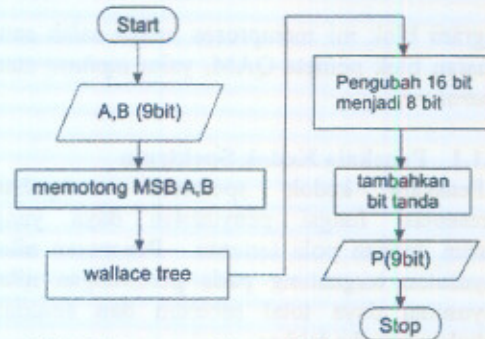 Start
A,B (9bit)
memotong MSB A,B
wallace tree
Pengubah 16 bit
menjadi 8 bit
tambahkan
bit tanda
P(9bit)
Stop